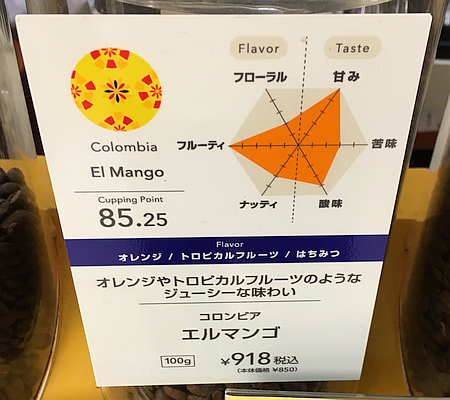 Flavor
Taste
フローラル
甘み
フルーティ
苦味
ナッティ
酸味
Colombia
El Mango
Cupping Point
85.25
Flavor
オレンジ / トロピカルフルーツ / はちみつ
オレンジやトロピカルフルーツのような
ジューシーな味わい
コロンビア
エルマンゴ
100g
¥918税込
(本体価格 ¥850)